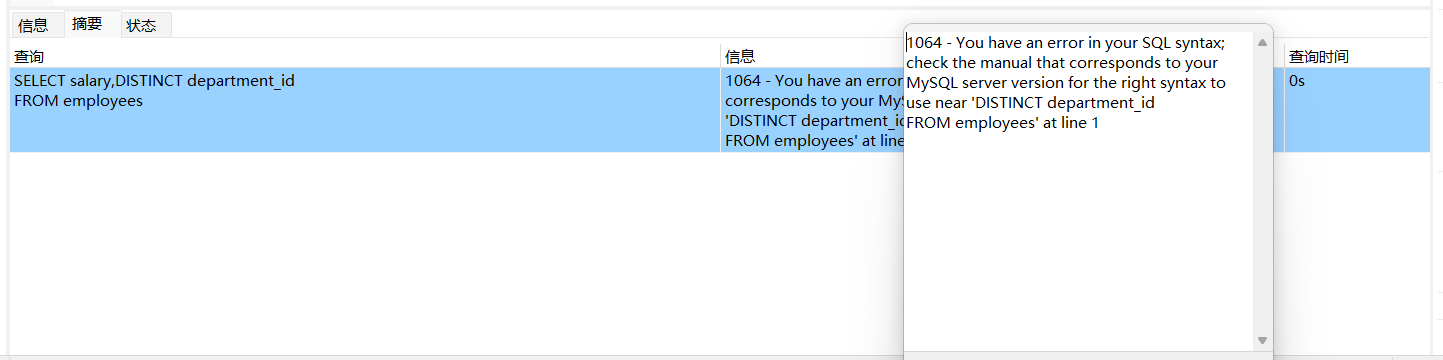 信息 摘要 状态
查询 信息 查询时间
SELECT salary,DISTINCT department_id
FROM employees
1064 - You have an error
corresponds to your MyS
'DISTINCT department_id
FROM employees' at line
0s
1064 - You have an error in your SQL syntax;
check the manual that corresponds to your
MySQL server version for the right syntax to
use near 'DISTINCT department_id
FROM employees' at line 1